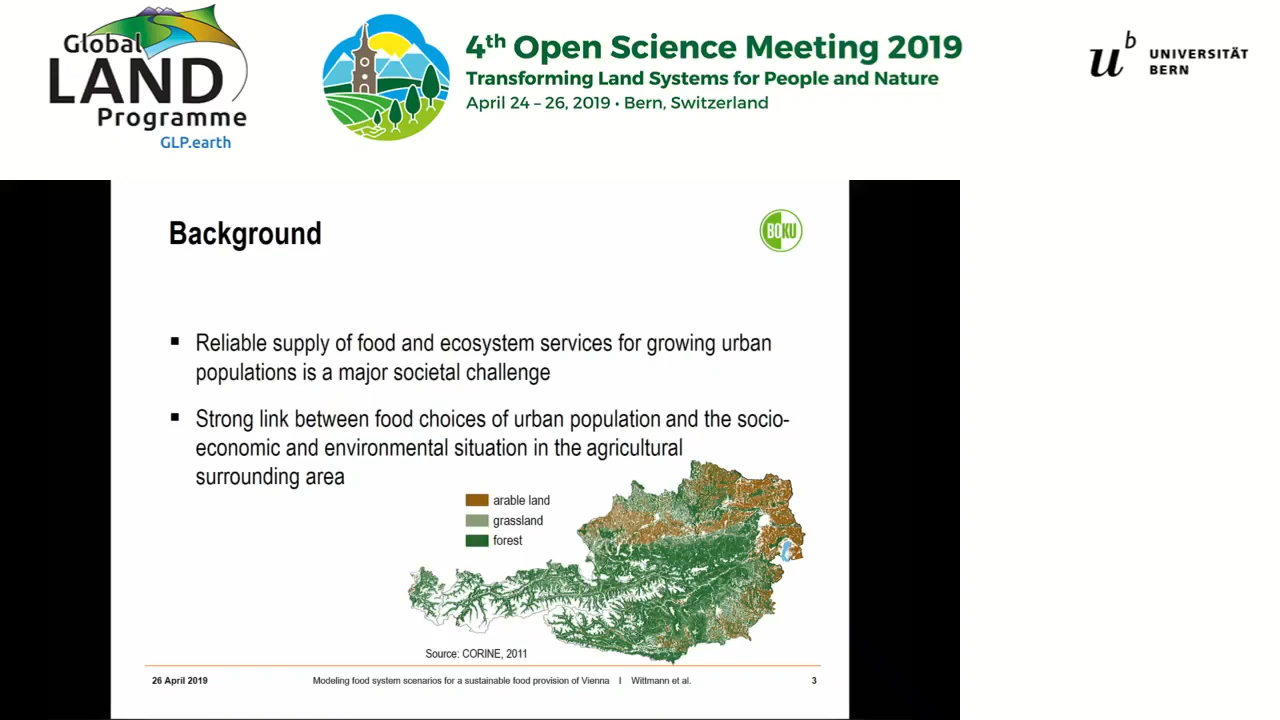 Global
LAND
Programme
GLP.earth
4th Open Science Meeting 2019
Transforming Land Systems for People and Nature
April 24 – 26, 2019 • Bern, Switzerland
u b
UNIVERSITÄT
BERN
Background
BOKU
▪ Reliable supply of food and ecosystem services for growing urban
populations is a major societal challenge
▪ Strong link between food choices of urban population and the socio-
economic and environmental situation in the agricultural
surrounding area
arable land
grassland
forest
Source: CORINE, 2011
26 April 2019
Modeling food system scenarios for a sustainable food provision of Vienna I Wittmann et al.
3